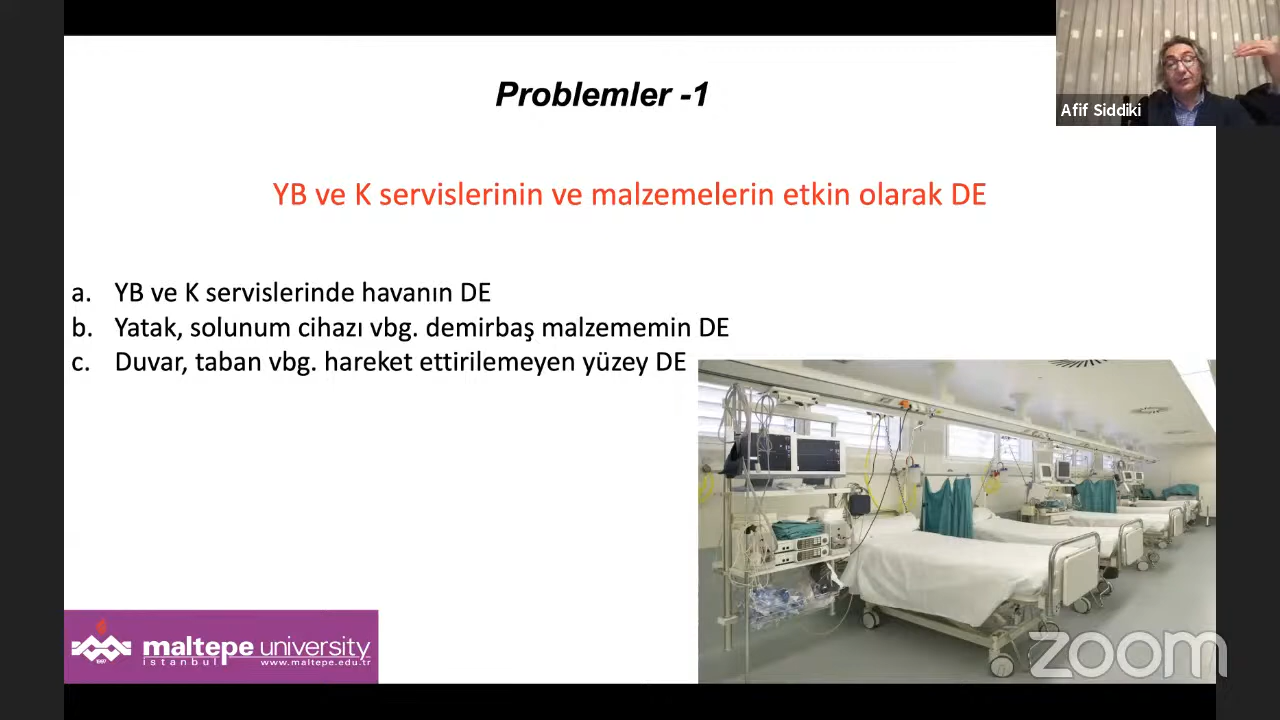 Problemler -1
Afif Siddiki
YB ve K servislerinin ve malzemelerin etkin olarak DE
a. YB ve K servislerinde havanın DE
b. Yatak, solunum cihazı vbg. demirbaş malzememin DE
c. Duvar, taban vbg. hareket ettirilemeyen yüzey DE
maltepe university
istanbul www.maltepe.edu.tr
zoom